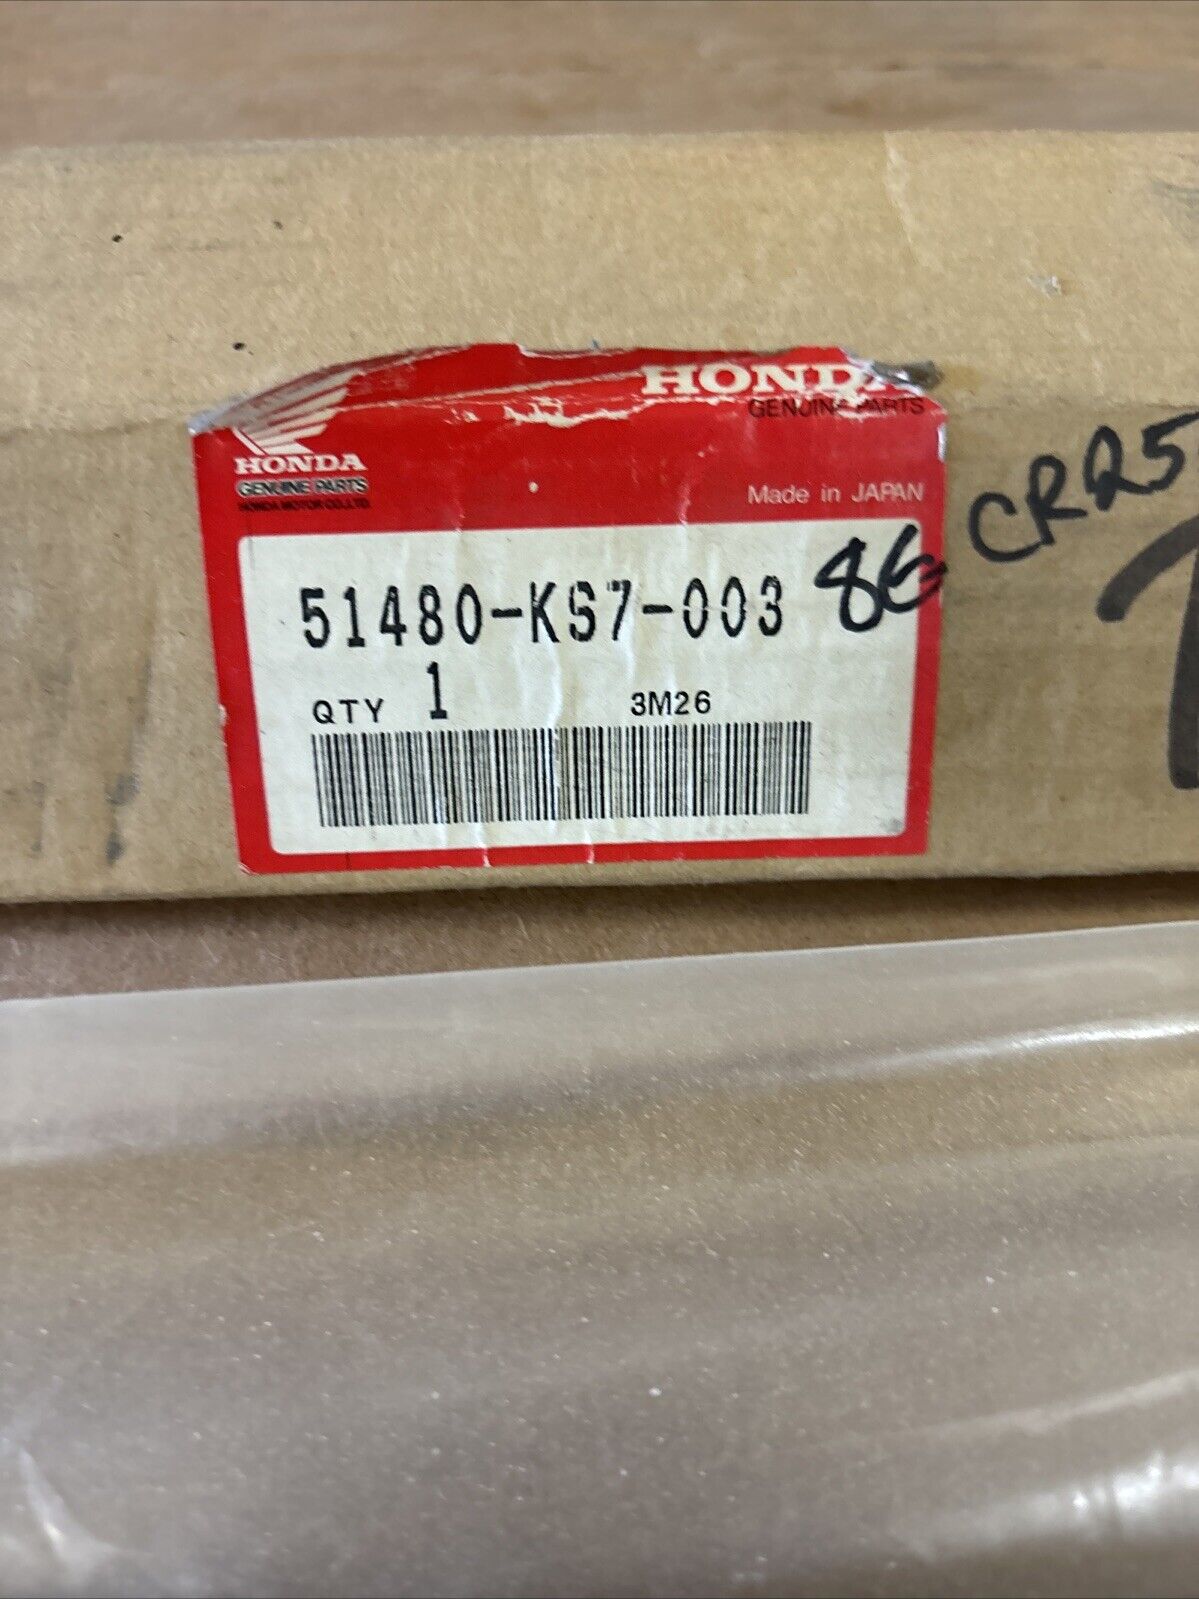 HONDA
GENUINE PARTS
HONDA
GENUINE PARTS
HONDA MOTOR CO.,LTD.
Made in JAPAN
51480-KS7-003 86 CR25
QTY 1 3M26